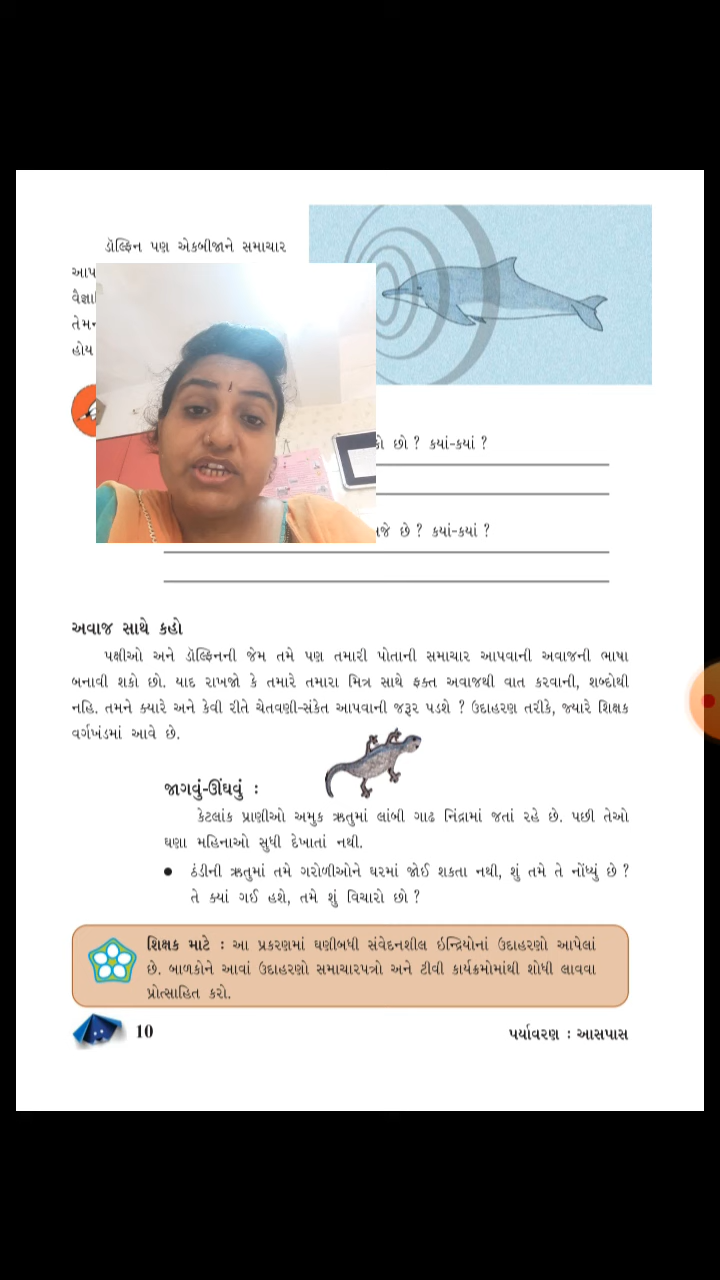 ડૉલ્ફિન પણ એકબીજાને સમાચાર
છો ? કયાં-કયાં ?
છે ? કયાં-કયાં ?
અવાજ સાથે કહો
પક્ષીઓ અને ડૉલ્ફિનની જેમ તમે પણ તમારી પોતાની સમાચાર આપવાની અવાજની ભાષા
બનાવી શકો છો. યાદ રાખજો કે તમારે તમારા મિત્ર સાથે ફક્ત અવાજથી વાત કરવાની, શબ્દોથી
નહિ. તમને ક્યારે અને કેવી રીતે ચેતવણી-સંકેત આપવાની જરૂર પડશે ? ઉદાહરણ તરીકે, જ્યારે શિક્ષક
વર્ગખંડમાં આવે છે.
જાગવું-ઊંઘવું :
કેટલાંક પ્રાણીઓ અમુક ઋતુમાં લાંબી ગાઢ નિંદ્રામાં જતાં રહે છે. પછી તેઓ
ઘણા મહિનાઓ સુધી દેખાતાં નથી.
● ઠંડીની ઋતુમાં તમે ગરોળીઓને ઘરમાં જોઈ શકતા નથી, શું તમે તે નોંધ્યું છે ?
તે ક્યાં ગઈ હશે, તમે શું વિચારો છો ?
શિક્ષક માટે : આ પ્રકરણમાં ઘણીબધી સંવેદનશીલ ઇન્દ્રિયોનાં ઉદાહરણો આપેલાં
છે. બાળકોને આવાં ઉદાહરણો સમાચારપત્રો અને ટીવી કાર્યક્રમોમાંથી શોધી લાવવા
પ્રોત્સાહિત કરો.
10
પર્યાવરણ : આસપાસ